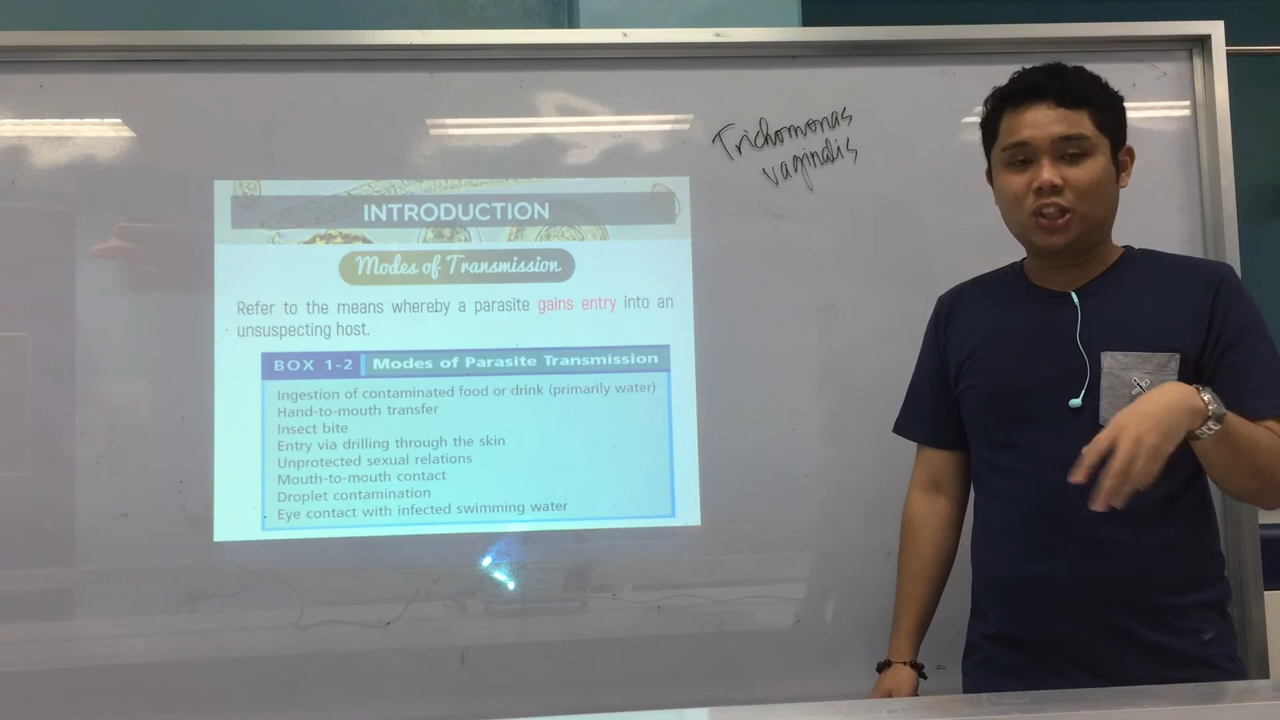 Trichomonas
vaginalis
INTRODUCTION
Modes of Transmission
Refer to the means whereby a parasite gains entry into an
unsuspecting host.
BOX 1-2 Modes of Parasite Transmission
Ingestion of contaminated food or drink (primarily water)
Hand-to-mouth transfer
Insect bite
Entry via drilling through the skin
Unprotected sexual relations
Mouth-to-mouth contact
Droplet contamination
Eye contact with infected swimming water